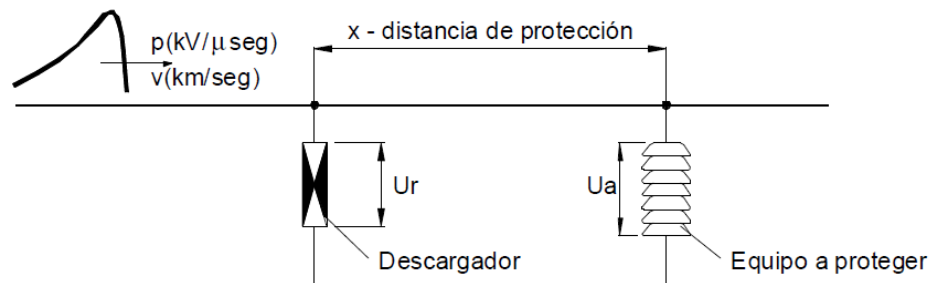 x - distancia de protección
p(kV/μ seg)
v(km/seg)
Ur
Ua
Descargador
Equipo a proteger